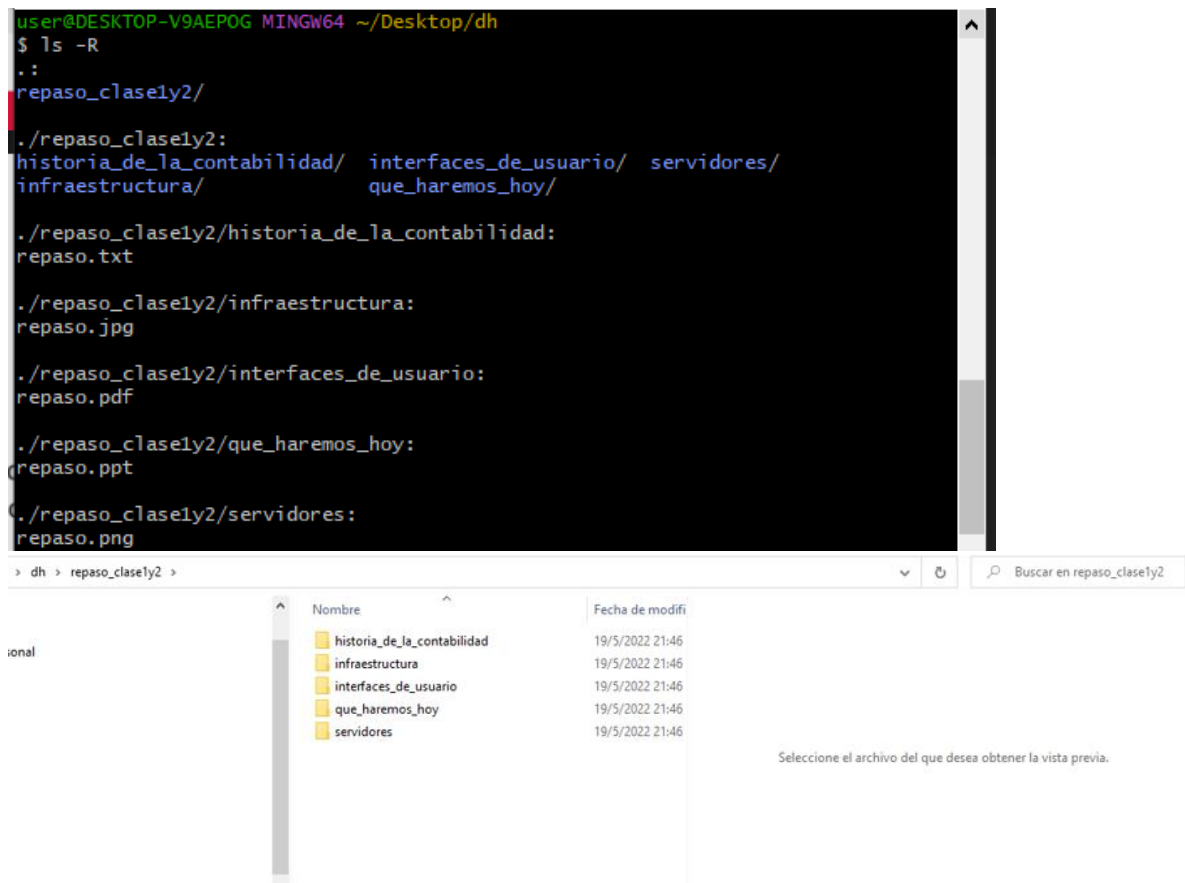 user@DESKTOP-V9AEPOG MINGW64 ~/Desktop/dh
$ ls -R
.:
repaso_clase1y2/
./repaso_clase1y2:
historia_de_la_contabilidad/ interfaces_de_usuario/ servidores/
infraestructura/ que_haremos_hoy/
./repaso_clase1y2/historia_de_la_contabilidad:
repaso.txt
./repaso_clase1y2/infraestructura:
repaso.jpg
./repaso_clase1y2/interfaces_de_usuario:
repaso.pdf
./repaso_clase1y2/que_haremos_hoy:
repaso.ppt
./repaso_clase1y2/servidores:
repaso.png
> dh > repaso_clase1y2 > Buscar en repaso_clase1y2
Nombre Fecha de modifi
historia_de_la_contabilidad 19/5/2022 21:46
sonal
infraestructura 19/5/2022 21:46
interfaces_de_usuario 19/5/2022 21:46
que_haremos_hoy 19/5/2022 21:46
servidores 19/5/2022 21:46
Seleccione el archivo del que desea obtener la vista previa.